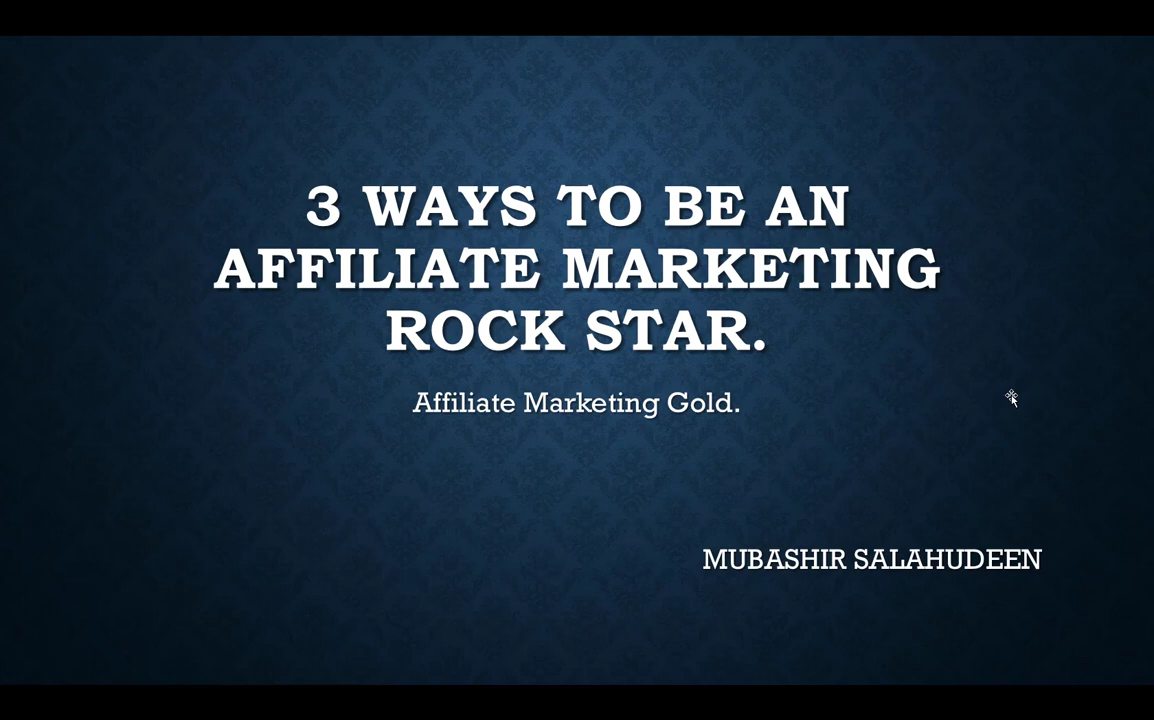 3 WAYS TO BE AN
AFFILIATE MARKETING
ROCK STAR.
Affiliate Marketing Gold.
MUBASHIR SALAHUDEEN